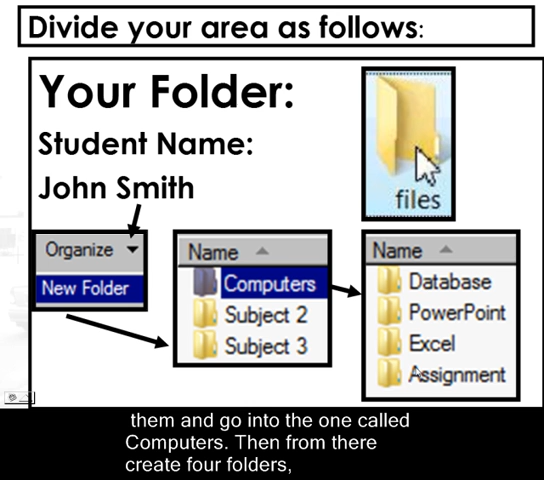 Divide your area as follows:
Your Folder:
Student Name:
John Smith
files
Organize
New Folder
Name
Computers
Subject 2
Subject 3
Name
Database
PowerPoint
Excel
Assignment
them and go into the one called
Computers. Then from there
create four folders,